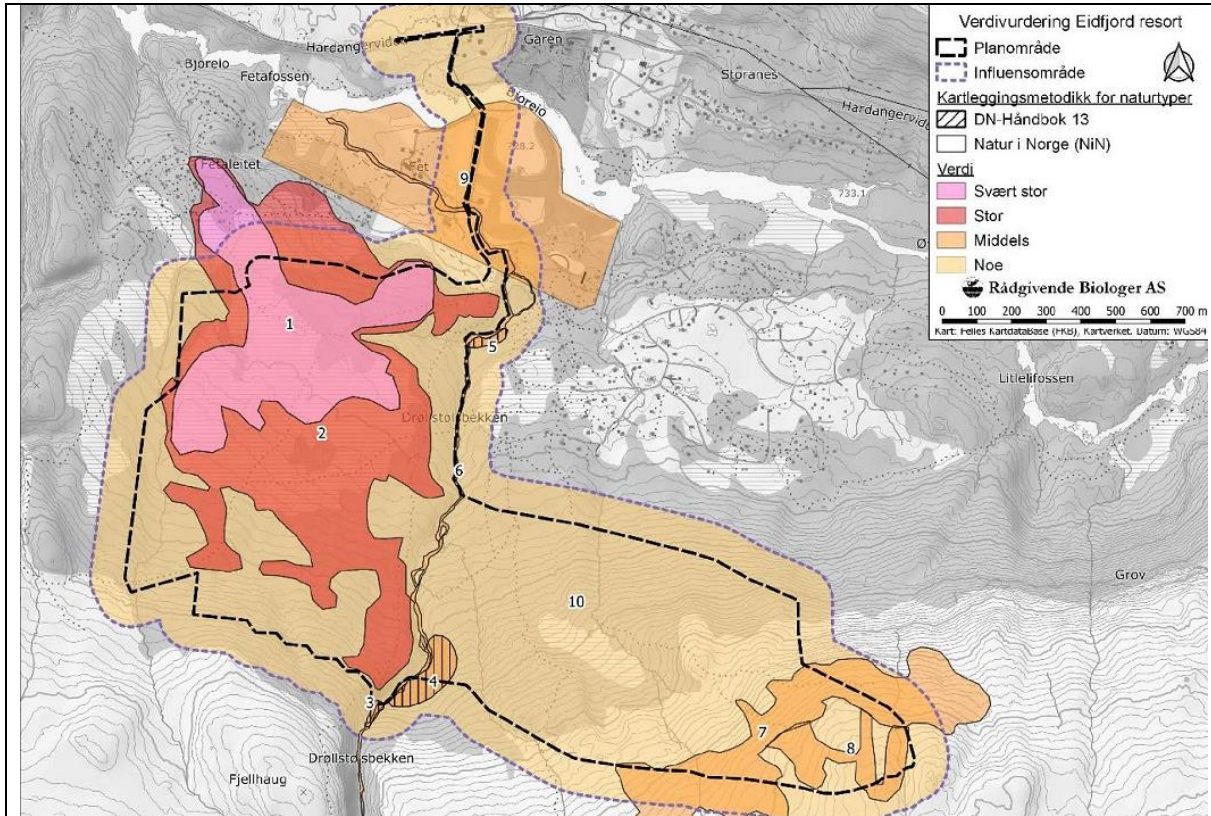 Verdivurdering Eidfjord resort
Planområde
Influensområde
Kartleggingsmetodikk for naturtyper
DN-Håndbok 13
Natur i Norge (NiN)
Verdi
Svært stor
Stor
Middels
Noe
Rådgivende Biologer AS
0 100 200 300 400 500 600 700 m
Kart: Felles KartdataBase (FKB), Kartverket. Datum: WGS84
Hardangervidda
Garen
Bjoreio
Fetafossen
Storanes
Bjoreio
Fetaleitet
Fet
728.2
9
733.1
1
5
Litlelifossen
Drøllstølsbekken
2
6
Grov
10
4
3
7
8
Drøllstølsbekken
Fjellhaug